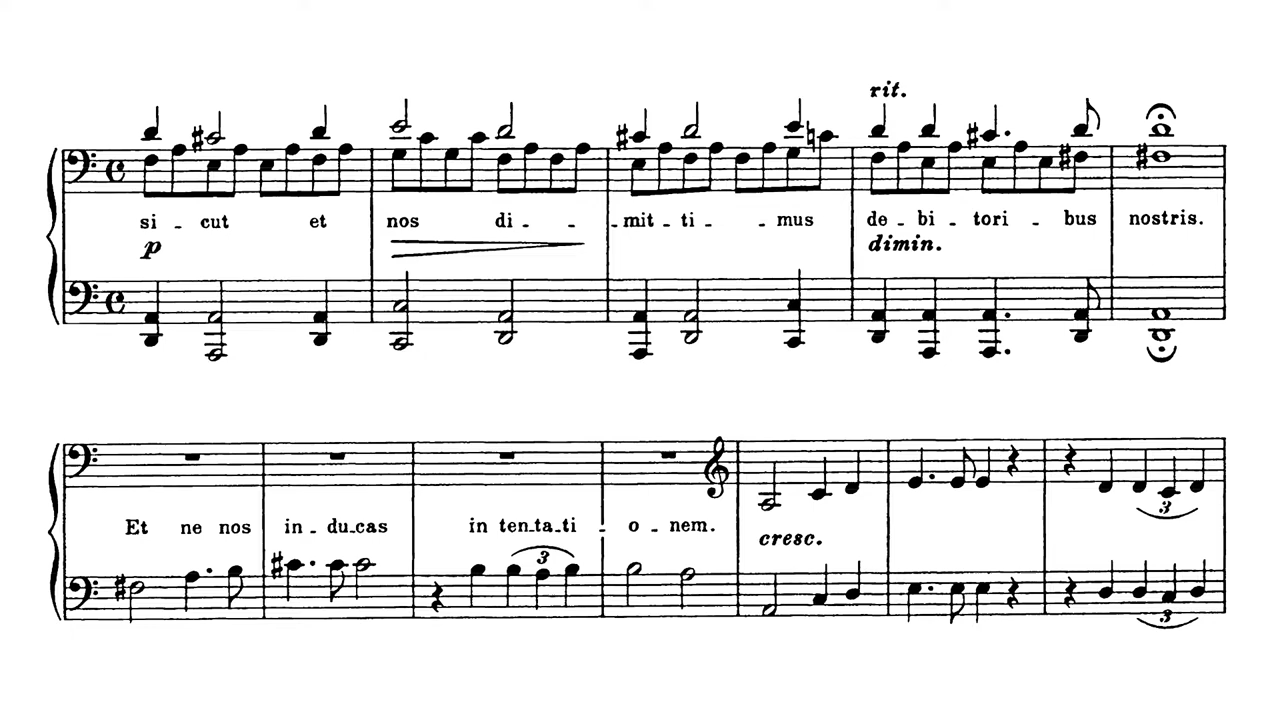 rit.
si - cut et nos di - - mit - ti - mus de - bi - tori - bus nostris.
p dimin.
3 3
Et ne nos in - du - cas in ten - ta - ti - o - nem.
cresc.
3 3